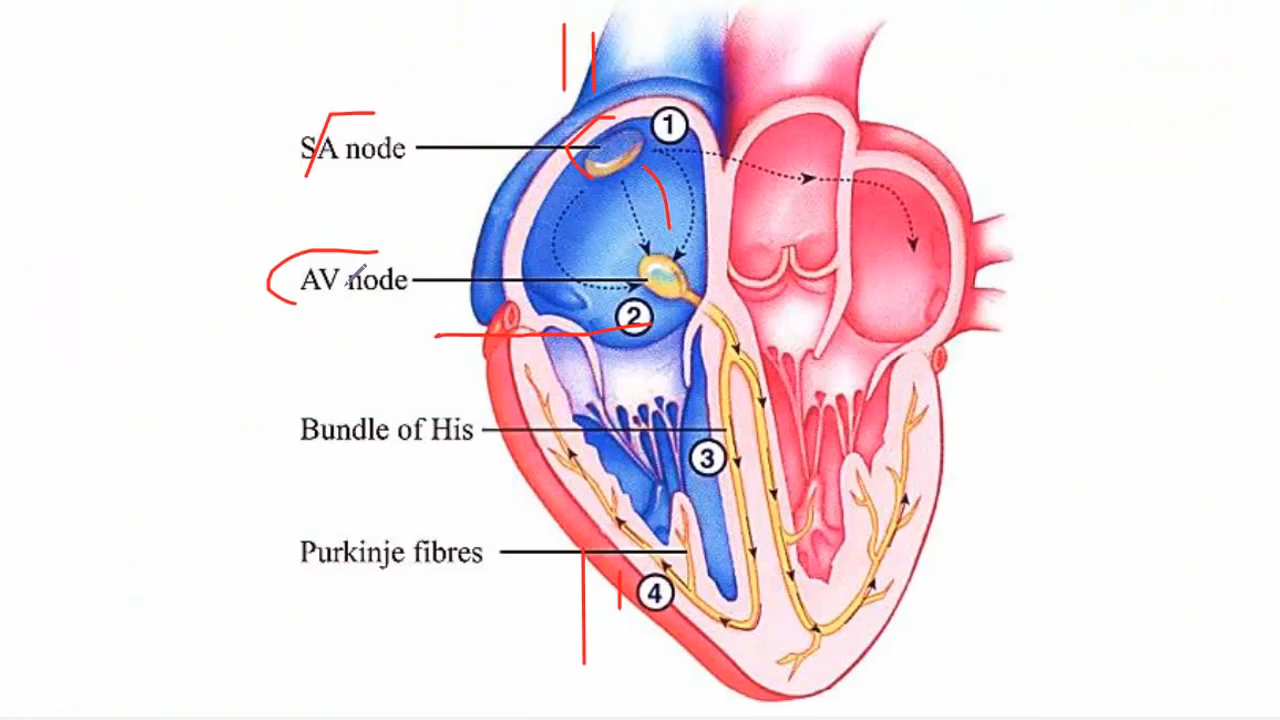 1
SA node
AV node
2
Bundle of His
3
Purkinje fibres
4